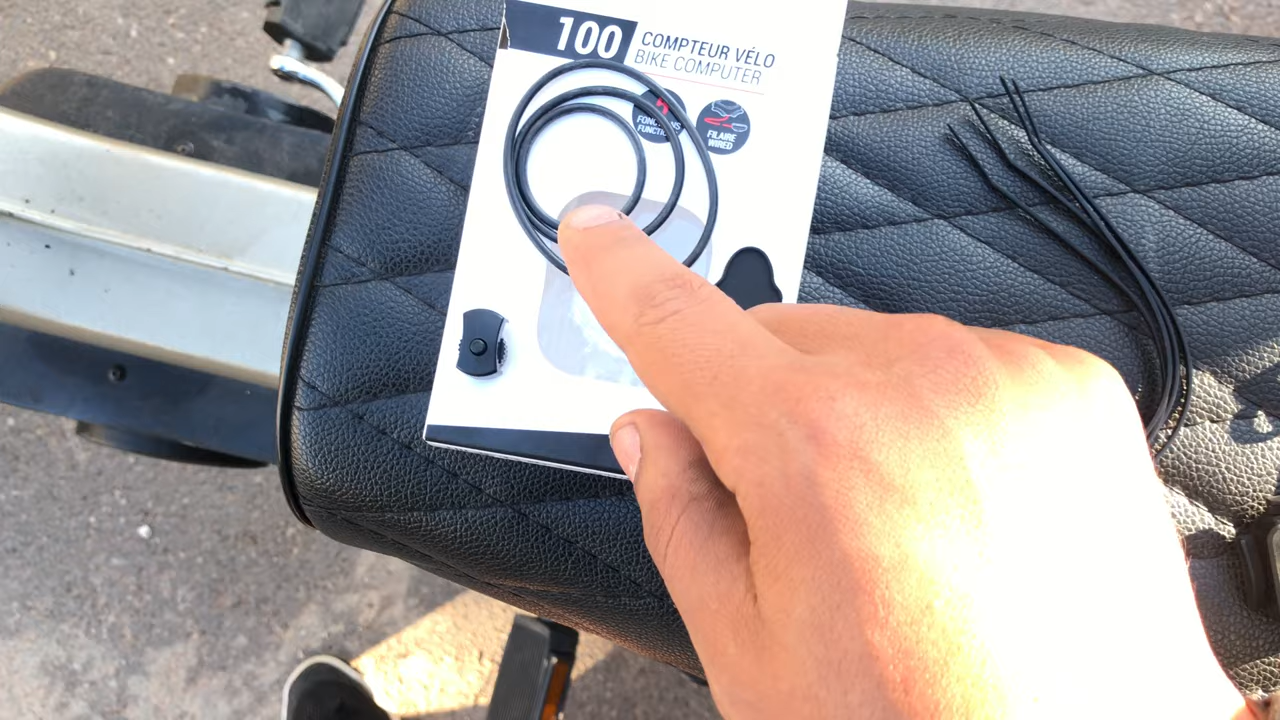 100
COMPTEUR VÉLO
BIKE COMPUTER
FILAIRE
WIRED